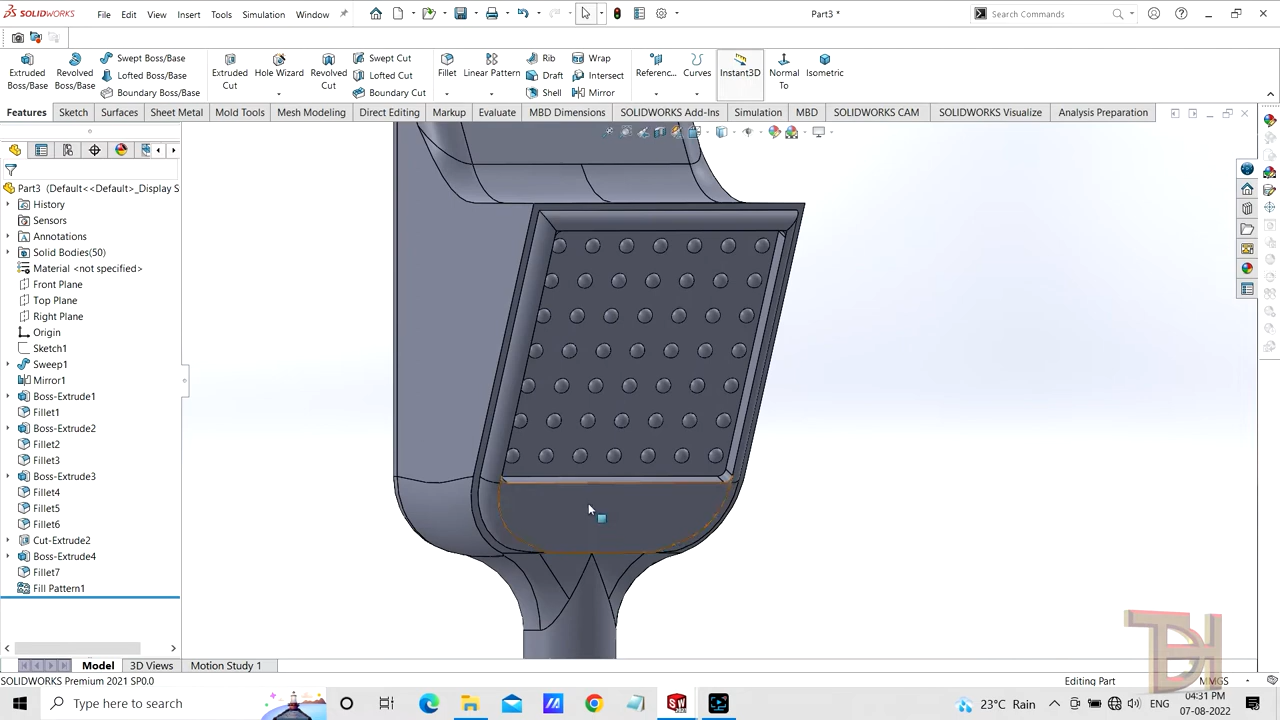 SOLIDWORKS File Edit View Insert Tools Simulation Window Part3 * Search Commands
Extruded Boss/Base Revolved Boss/Base Swept Boss/Base Lofted Boss/Base Boundary Boss/Base Extruded Cut Hole Wizard Revolved Cut Swept Cut Lofted Cut Boundary Cut Fillet Linear Pattern Rib Draft Shell Wrap Intersect Mirror Referenc... Curves Instant3D Normal To Isometric
Features Sketch Surfaces Sheet Metal Mold Tools Mesh Modeling Direct Editing Markup Evaluate MBD Dimensions SOLIDWORKS Add-Ins Simulation MBD SOLIDWORKS CAM SOLIDWORKS Visualize Analysis Preparation
Part3 (Default<<Default>_Display S
History
Sensors
Annotations
Solid Bodies(50)
Material <not specified>
Front Plane
Top Plane
Right Plane
Origin
Sketch1
Sweep1
Mirror1
Boss-Extrude1
Fillet1
Boss-Extrude2
Fillet2
Fillet3
Boss-Extrude3
Fillet4
Fillet5
Fillet6
Cut-Extrude2
Boss-Extrude4
Fillet7
Fill Pattern1
Model 3D Views Motion Study 1
SOLIDWORKS Premium 2021 SP0.0 Editing Part MMGS
Type here to search 23°C Rain ENG 04:31 PM
07-08-2022